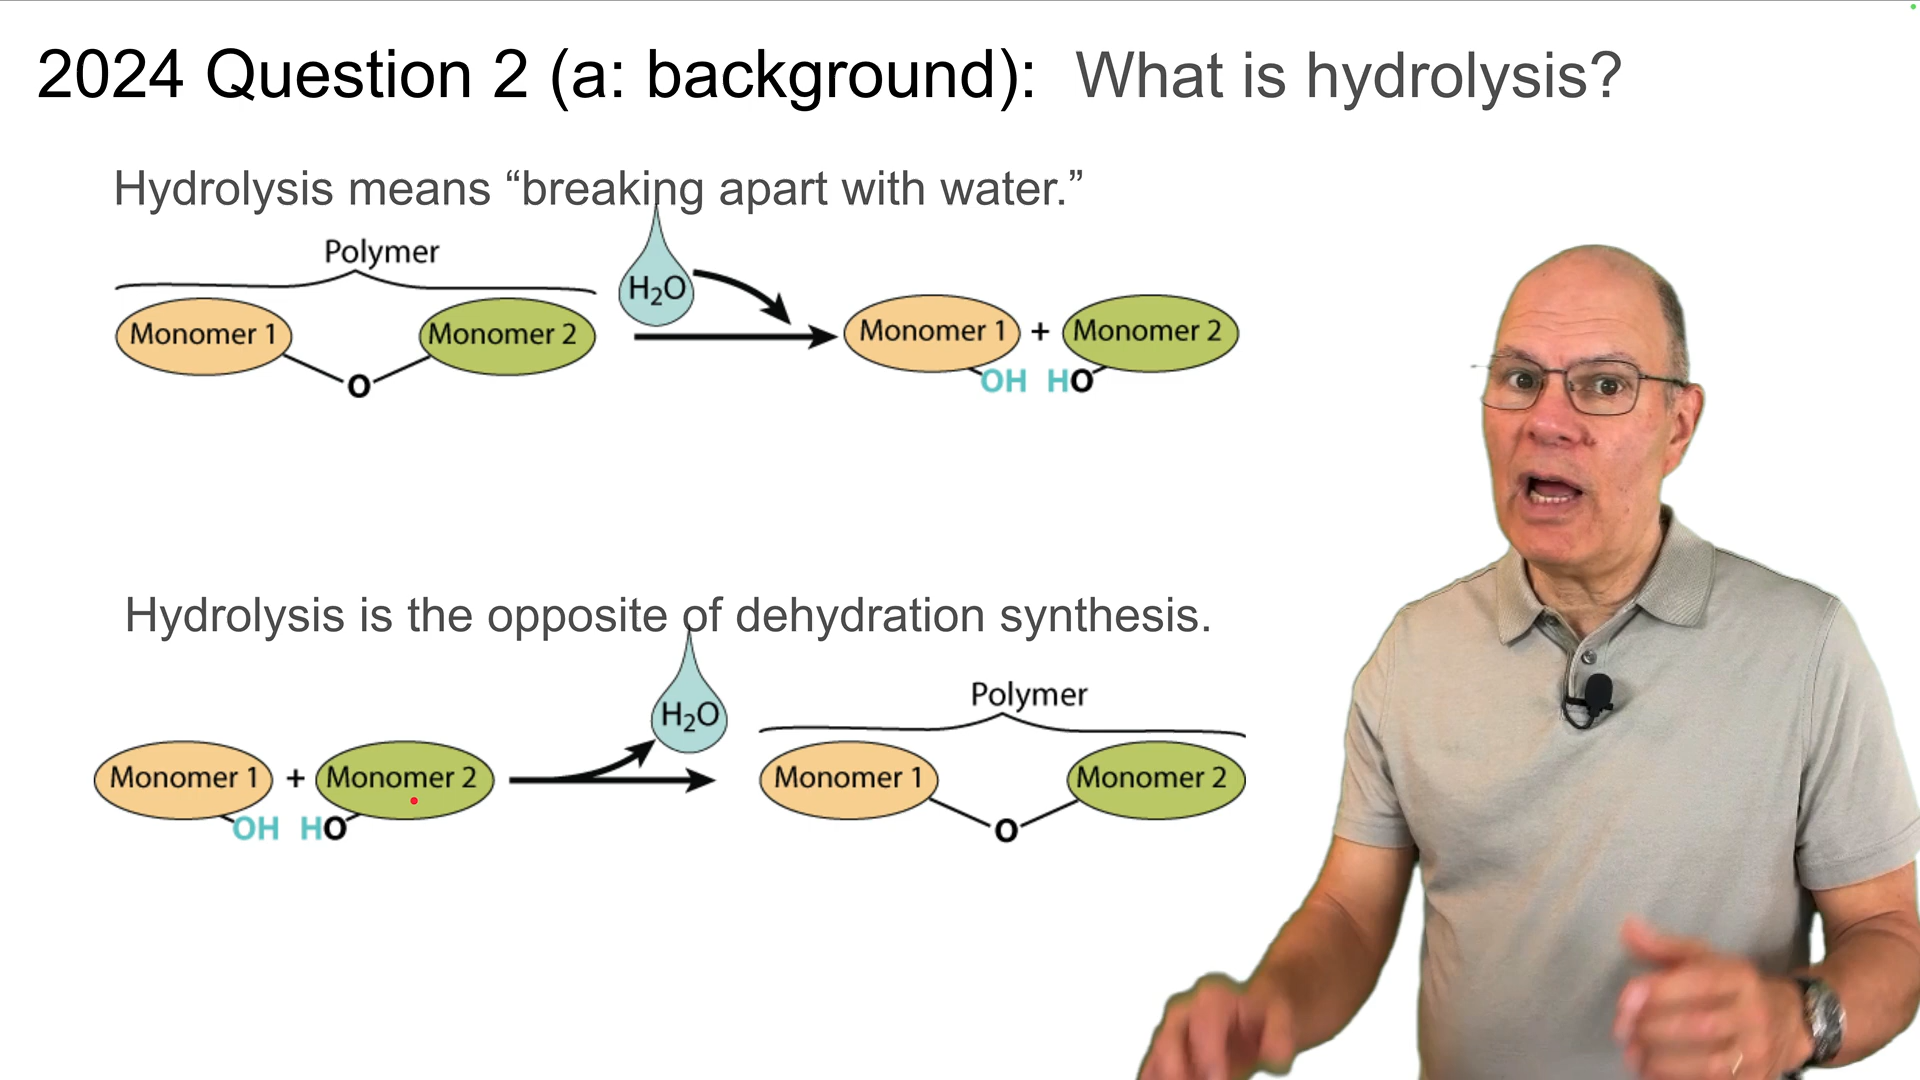 2024 Question 2 (a: background): What is hydrolysis?
Hydrolysis means “breaking apart with water.”
Polymer
H₂O
Monomer 1
Monomer 2
O
Monomer 1 + Monomer 2
OH HO
Hydrolysis is the opposite of dehydration synthesis.
H₂O
Polymer
Monomer 1 + Monomer 2
OH HO
Monomer 1
Monomer 2
O